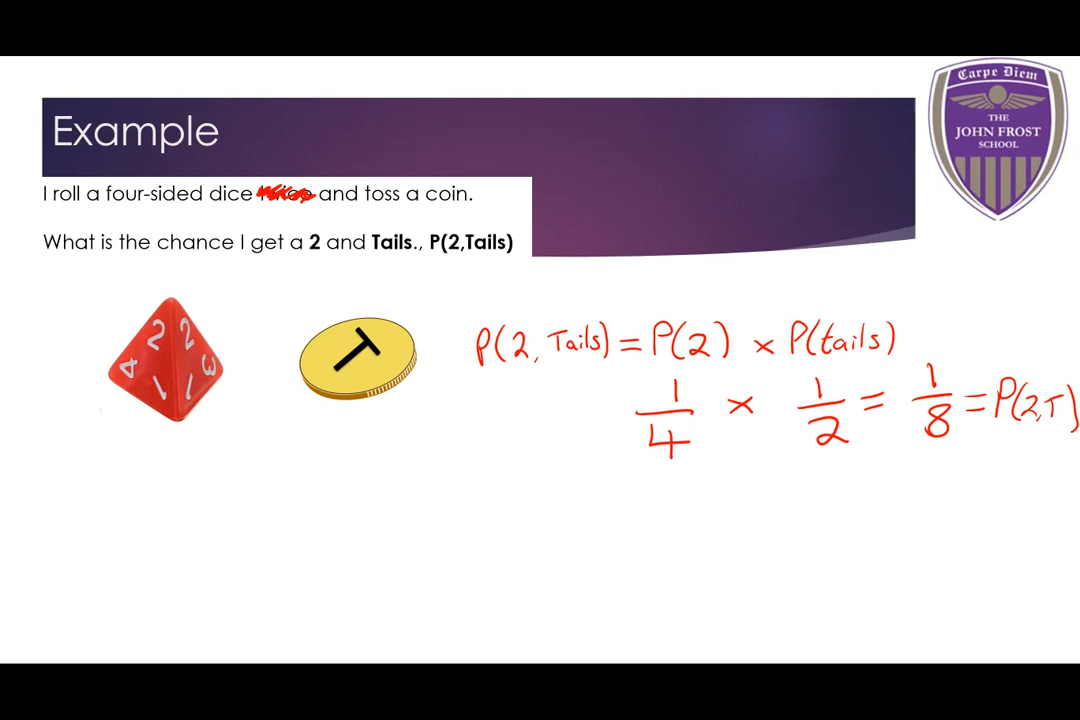 Carpe Diem
THE
JOHN FROST
SCHOOL
Example
I roll a four-sided dice and toss a coin.
What is the chance I get a 2 and Tails., P(2,Tails)
2 2
4 3
1 1
T
P(2, Tails) = P(2) × P(tails)
1/4 × 1/2 = 1/8 = P(2,T)